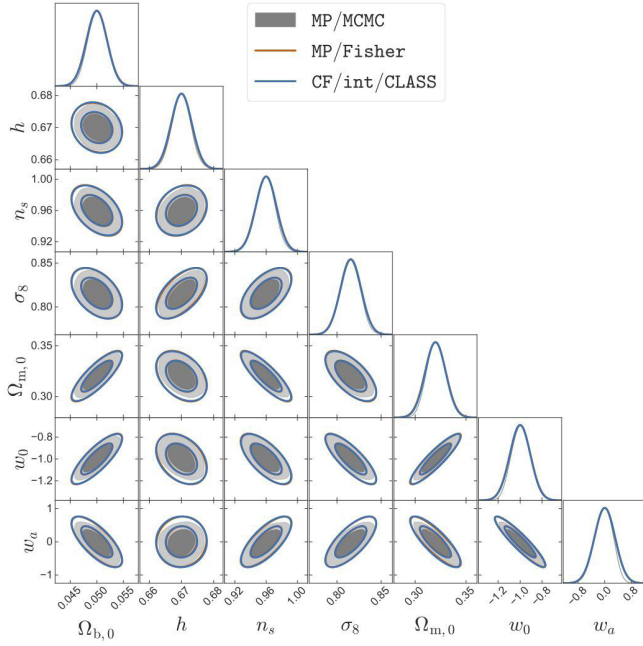 MP/MCMC
MP/Fisher
CF/int/CLASS
0.68
0.67
0.66
h
1.00
0.96
0.92
n_s
0.85
0.80
σ_8
0.35
0.30
Ω_{m,0}
−0.8
−1.0
−1.2
w_0
1
0
−1
w_a
0.045 0.050 0.055 0.66 0.67 0.68 0.92 0.96 1.00 0.80 0.85 0.30 0.35 −1.2 −1.0 −0.8 −0.8 0.0 0.8
Ω_{b,0} h n_s σ_8 Ω_{m,0} w_0 w_a